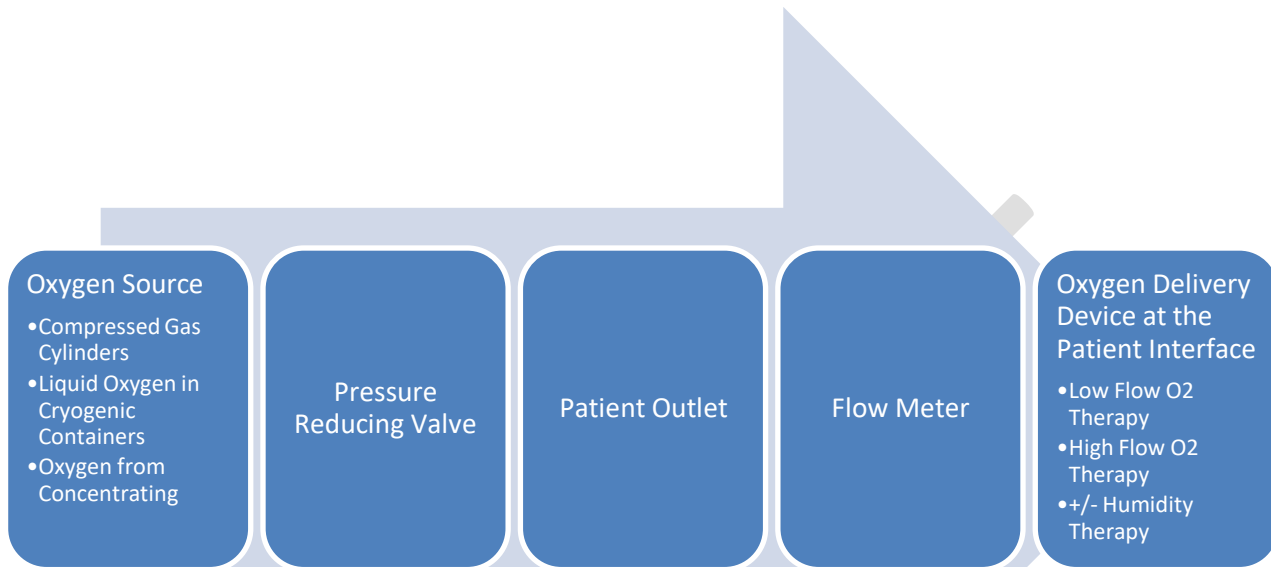 Oxygen Source
•Compressed Gas
Cylinders
•Liquid Oxygen in
Cryogenic
Containers
•Oxygen from
Concentrating
Pressure
Reducing Valve
Patient Outlet
Flow Meter
Oxygen Delivery
Device at the
Patient Interface
•Low Flow O2
Therapy
•High Flow O2
Therapy
•+/- Humidity
Therapy